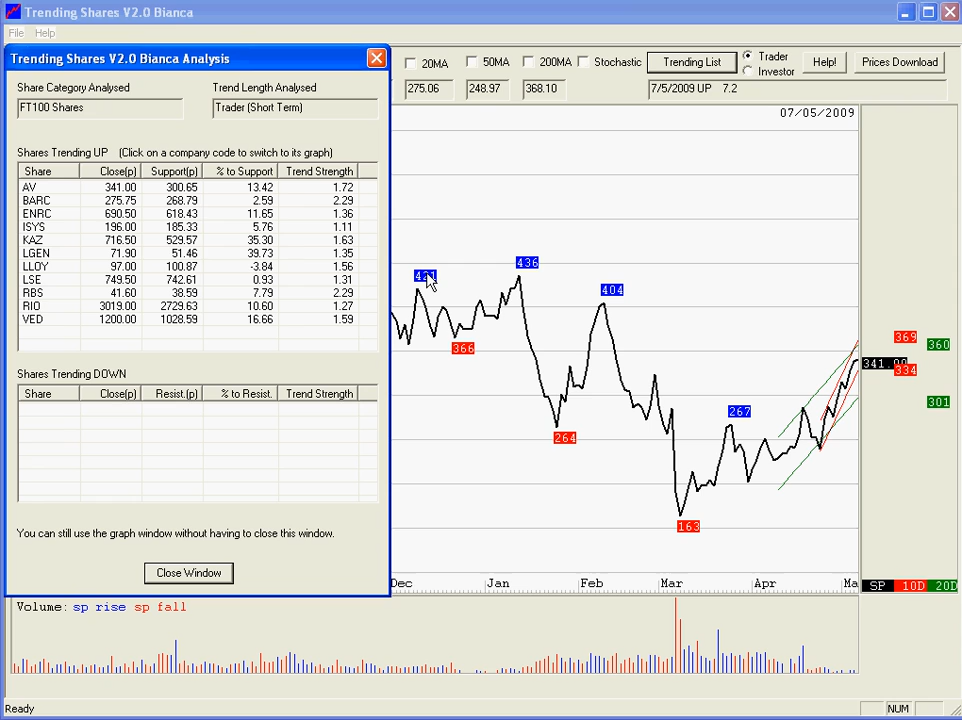 Trending Shares V2.0 Bianca
File Help
Trending Shares V2.0 Bianca Analysis
Share Category Analysed Trend Length Analysed
FT100 Shares Trader (Short Term)
Shares Trending UP (Click on a company code to switch to its graph)
Share Close(p) Support(p) % to Support Trend Strength
AV 341.00 300.65 13.42 1.72
BARC 275.75 268.79 2.59 2.29
ENRC 690.50 618.43 11.65 1.36
ISYS 196.00 185.33 5.76 1.11
KAZ 716.50 529.57 35.30 1.63
LGEN 71.90 51.46 39.73 1.35
LLOY 97.00 100.87 -3.84 1.56
LSE 749.50 742.61 0.93 1.31
RBS 41.60 38.59 7.79 2.29
RIO 3019.00 2729.63 10.60 1.27
VED 1200.00 1028.59 16.66 1.59
Shares Trending DOWN
Share Close(p) Resist.(p) % to Resist. Trend Strength
You can still use the graph window without having to close this window.
Close Window
20MA 50MA 200MA Stochastic Trending List Trader Investor Help! Prices Download
275.06 248.97 368.10 7/5/2009 UP 7.2
07/05/2009
436
404
366
264
267
163
369
360
341.00
334
301
Dec Jan Feb Mar Apr Ma SP 10D 20D
Volume: sp rise sp fall
Ready NUM